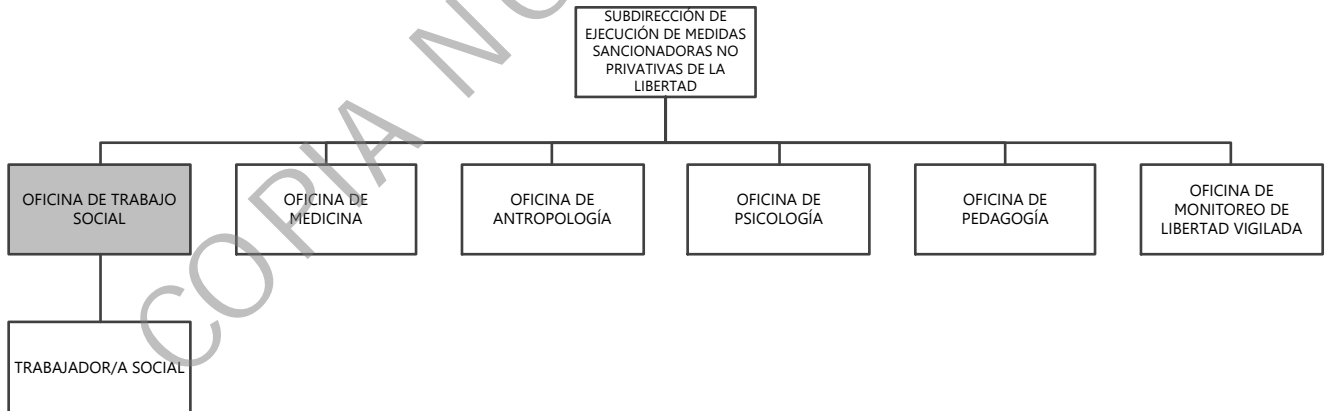 SUBDIRECCIÓN DE
EJECUCIÓN DE MEDIDAS
SANCIONADORAS NO
PRIVATIVAS DE LA
LIBERTAD
OFICINA DE TRABAJO
SOCIAL
OFICINA DE
MEDICINA
OFICINA DE
ANTROPOLOGÍA
OFICINA DE
PSICOLOGÍA
OFICINA DE
PEDAGOGÍA
OFICINA DE
MONITOREO DE
LIBERTAD VIGILADA
TRABAJADOR/A SOCIAL
COPIA